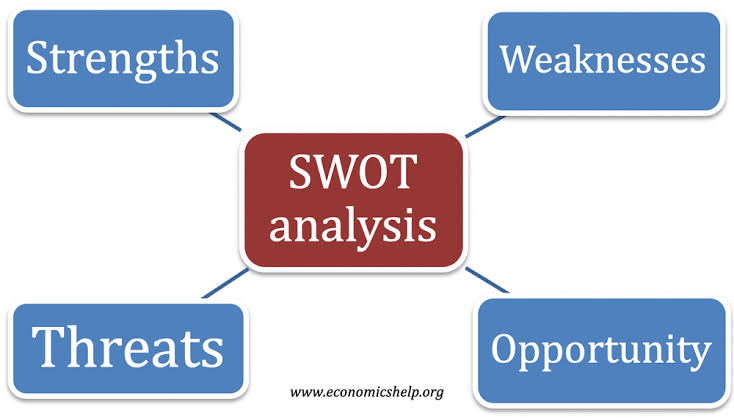 Strengths
Weaknesses
SWOT
analysis
Threats
Opportunity
www.economicshelp.org